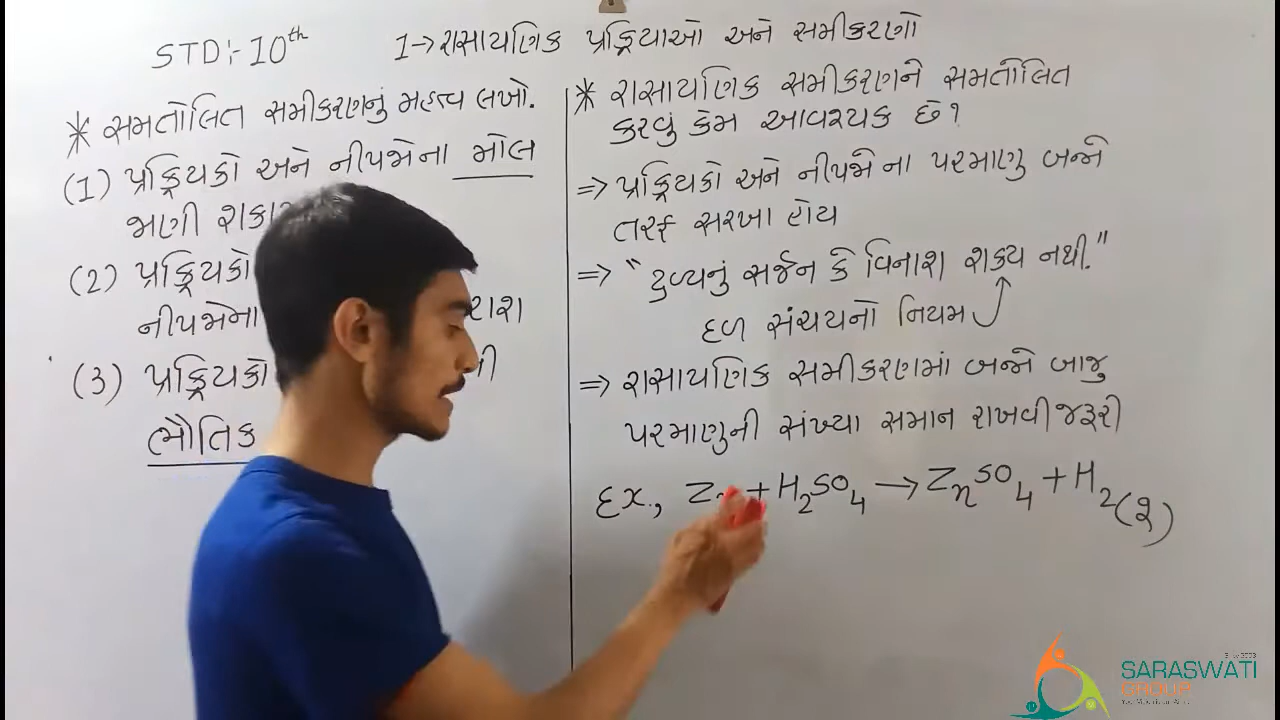 STD:- 10th
1→રાસાયણિક પ્રક્રિયાઓ અને સમીકરણો
* સમતોલિત સમીકરણનું મહત્વ લખો.
(1) પ્રક્રિયકો અને નીપજોના મોલ
જાણી
(2) પ્રક્રિયકો
નીપજોના
(3) પ્રક્રિયકો
ભૌતિક
* રાસાયણિક સમીકરણને સમતોલિત
કરવું કેમ આવશ્યક છે?
⇒ પ્રક્રિયકો અને નીપજો ના પરમાણુ બન્ને
તરફ સરખા હોય
⇒ "દ્રવ્યનું સર્જન કે વિનાશ શક્ય નથી."
દળ સંચયનો નિયમ
⇒ રાસાયણિક સમીકરણમાં બન્ને બાજુ
પરમાણુની સંખ્યા સમાન રાખવી જરૂરી
Ex., Zn + H2SO4 → ZnSO4 + H2(g)
SARASWATI
GROUP